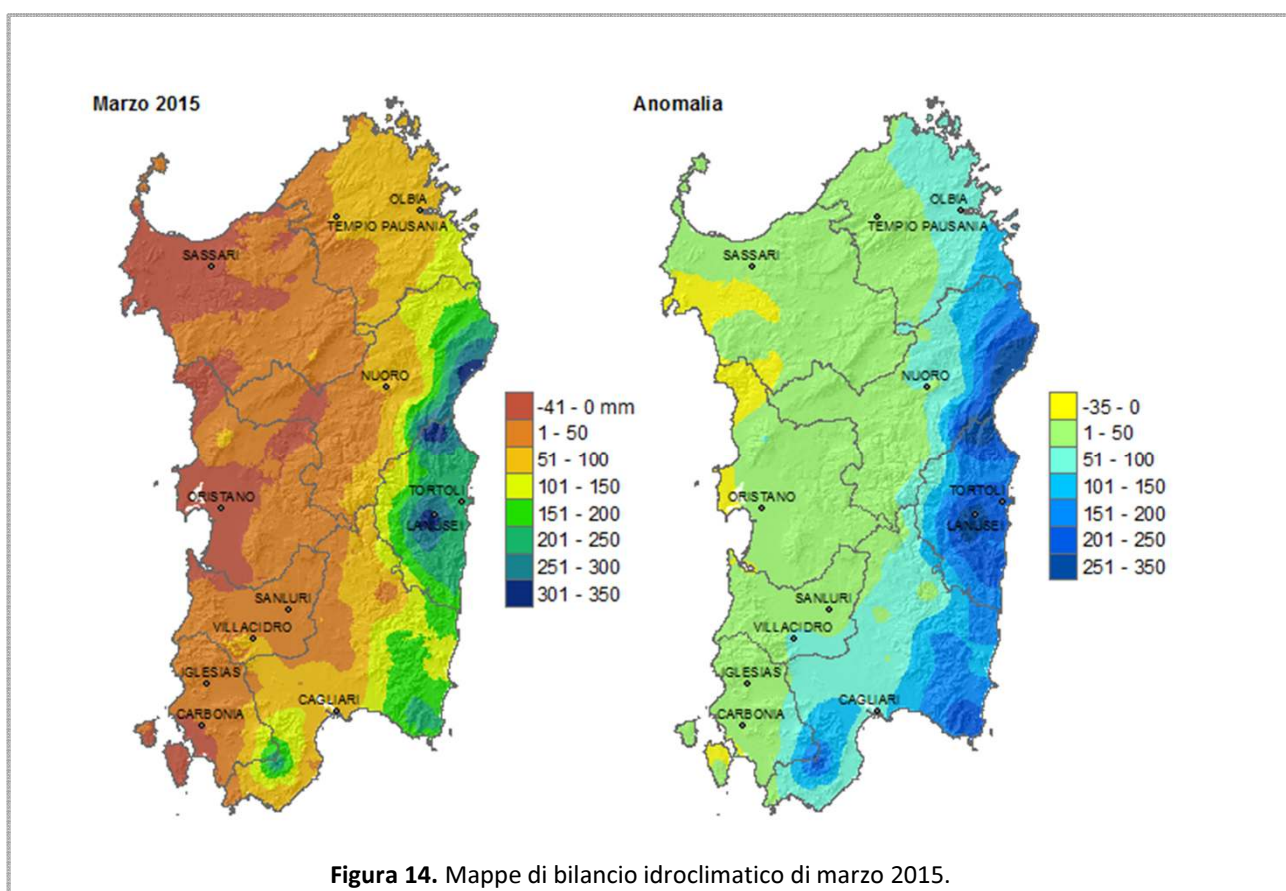 Marzo 2015
OLBIA
TEMPIO PAUSANIA
SASSARI
NUORO
ORISTANO
TORTOLI
LANUSEI
SANLURI
VILLACIDRO
IGLESIAS
CAGLIARI
CARBONIA
-41 - 0 mm
1 - 50
51 - 100
101 - 150
151 - 200
201 - 250
251 - 300
301 - 350
Anomalia
OLBIA
TEMPIO PAUSANIA
SASSARI
NUORO
ORISTANO
TORTOLI
LANUSEI
SANLURI
VILLACIDRO
IGLESIAS
CAGLIARI
CARBONIA
-35 - 0
1 - 50
51 - 100
101 - 150
151 - 200
201 - 250
251 - 350
Figura 14. Mappe di bilancio idroclimatico di marzo 2015.